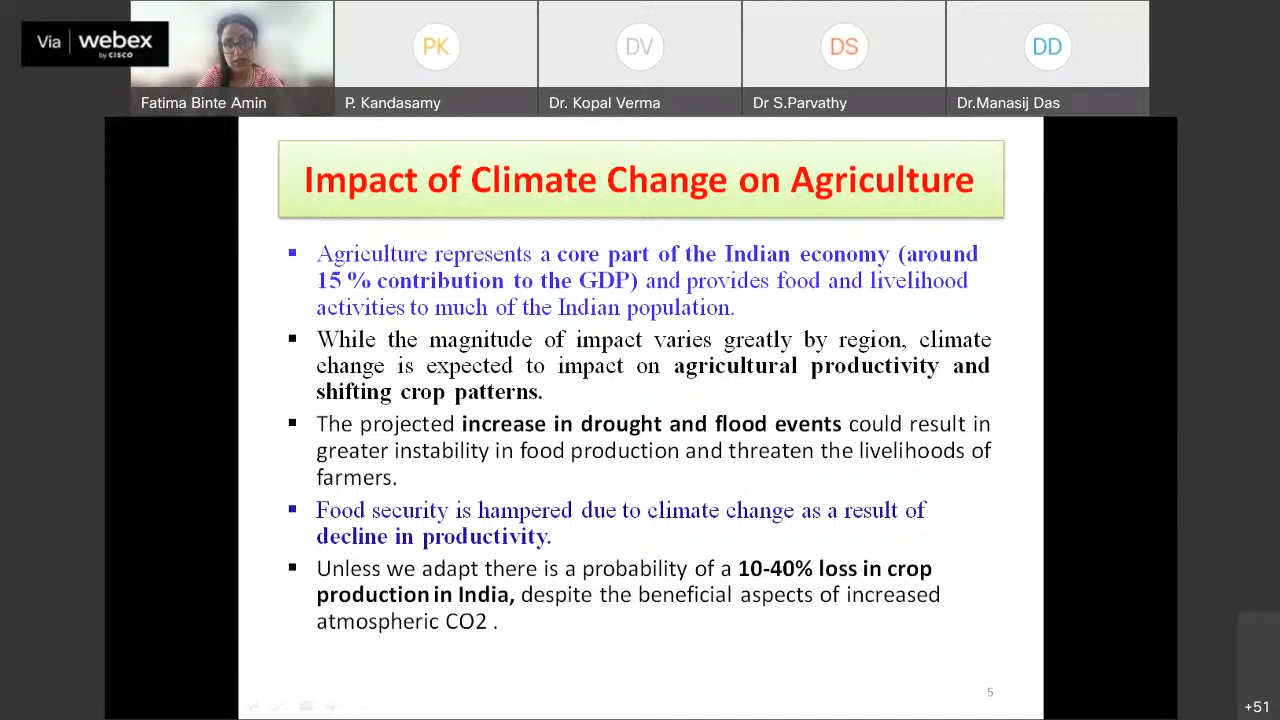 Via webex
by CISCO
PK
DV
DS
DD
Fatima Binte Amin
P. Kandasamy
Dr. Kopal Verma
Dr S.Parvathy
Dr.Manasij Das
Impact of Climate Change on Agriculture
▪ Agriculture represents a core part of the Indian economy (around
15 % contribution to the GDP) and provides food and livelihood
activities to much of the Indian population.
▪ While the magnitude of impact varies greatly by region, climate
change is expected to impact on agricultural productivity and
shifting crop patterns.
▪ The projected increase in drought and flood events could result in
greater instability in food production and threaten the livelihoods of
farmers.
▪ Food security is hampered due to climate change as a result of
decline in productivity.
▪ Unless we adapt there is a probability of a 10-40% loss in crop
production in India, despite the beneficial aspects of increased
atmospheric CO2 .
5
+51